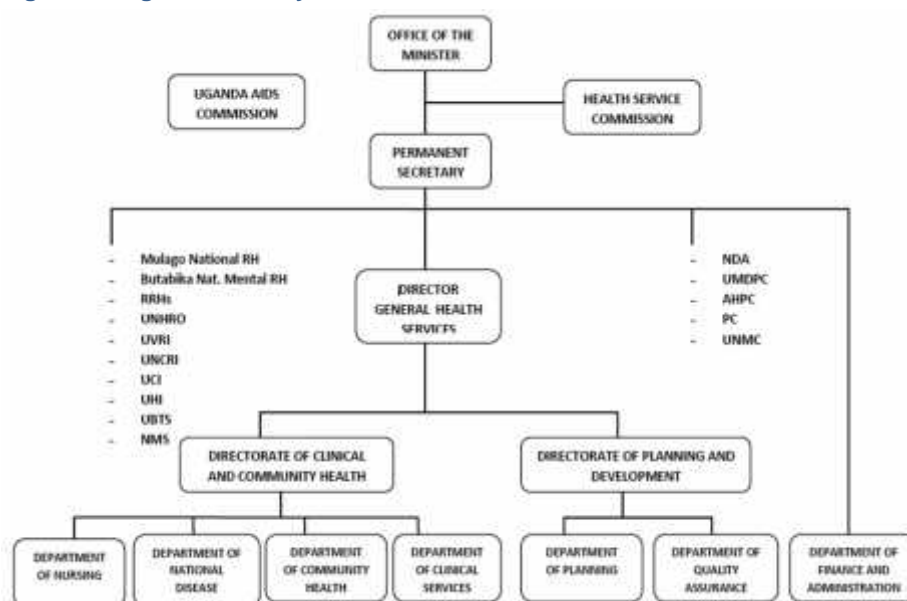 OFFICE OF THE
MINISTER
UGANDA AIDS
COMMISSION
HEALTH SERVICE
COMMISSION
PERMANENT
SECRETARY
- Mulago National RH
- Butabika Nat. Mental RH
- RRHs
- UNHRO
- UVRI
- UNCRI
- UCI
- UHI
- UBTS
- NMS
DIRECTOR
GENERAL HEALTH
SERVICES
- NDA
- UMDPC
- AHPC
- PC
- UNMC
DIRECTORATE OF CLINICAL
AND COMMUNITY HEALTH
DIRECTORATE OF PLANNING AND
DEVELOPMENT
DEPARTMENT
OF NURSING
DEPARTMENT OF
NATIONAL
DISEASE
DEPARTMENT
OF COMMUNITY
HEALTH
DEPARTMENT
OF CLINICAL
SERVICES
DEPARTMENT
OF PLANNING
DEPARTMENT OF
QUALITY
ASSURANCE
DEPARTMENT OF
FINANCE AND
ADMINISTRATION